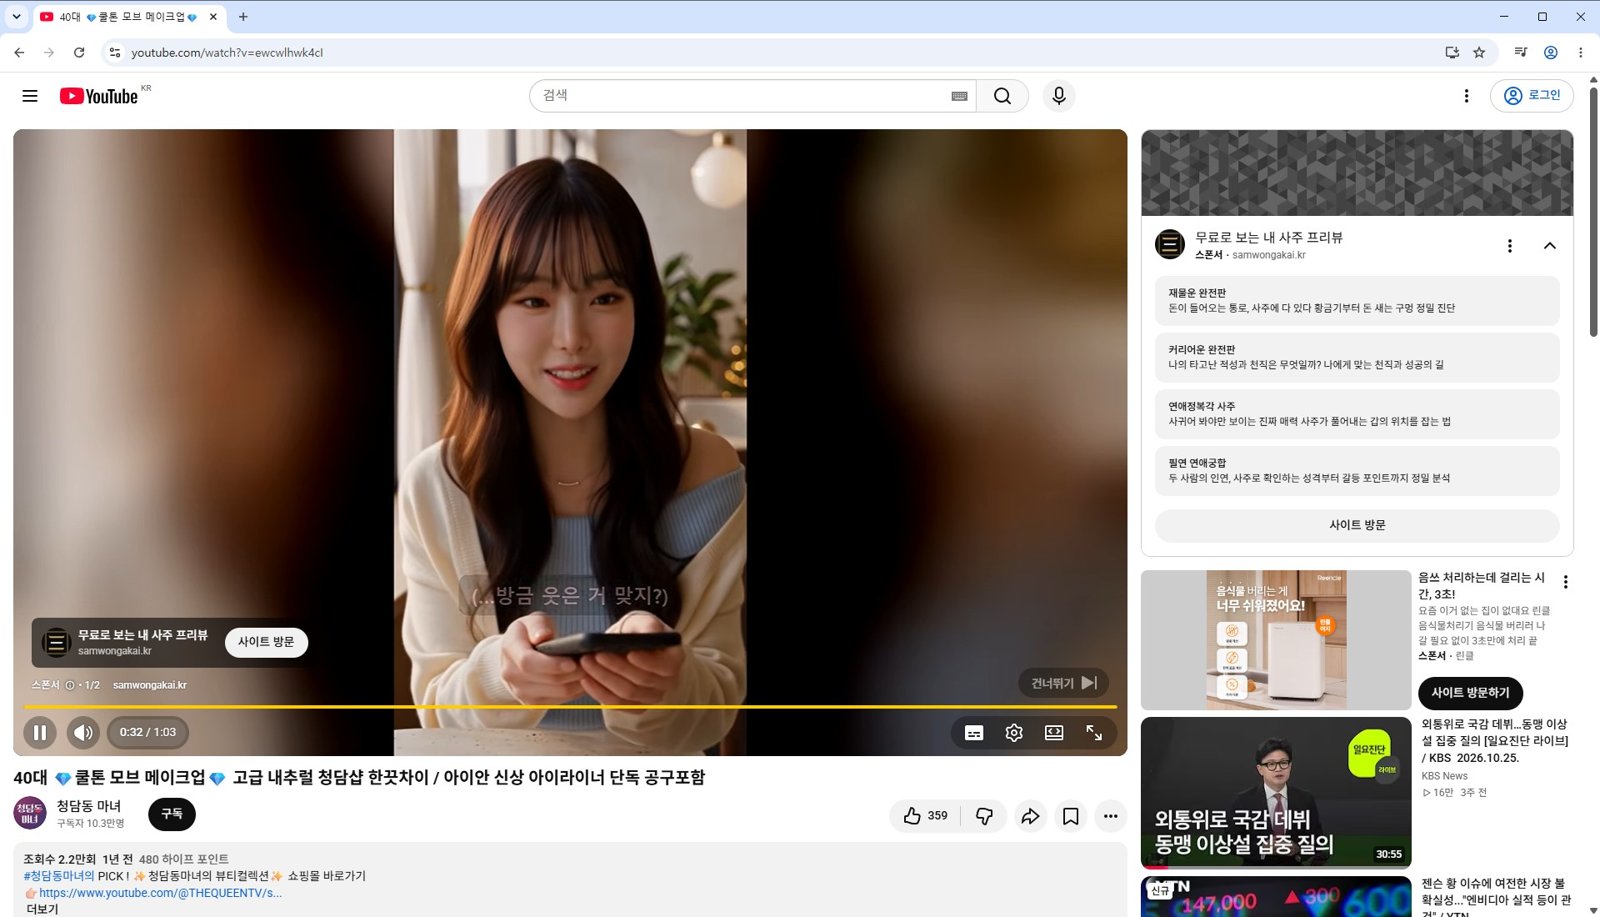 40대 💎쿨톤 모브 메이크업💎
youtube.com/watch?v=ewcwlhwk4cI
YouTube KR
검색
로그인
(...방금 웃은 거 맞지?)
무료로 보는 내 사주 프리뷰
samwongakai.kr
사이트 방문
스폰서 · 1/2 samwongakai.kr
건너뛰기
0:32 / 1:03
40대 💎쿨톤 모브 메이크업💎 고급 내추럴 청담샵 한끗차이 / 아이안 신상 아이라이너 단독 공구포함
청담동 마녀
청담동 마녀
구독자 10.3만명
구독
359
조회수 2.2만회 1년 전 480 하이프 포인트
#청담동마녀의 PICK ! ✨청담동마녀의 뷰티컬렉션✨ 쇼핑몰 바로가기
👉🏻https://www.youtube.com/@THEQUEENTV/s...
더보기
무료로 보는 내 사주 프리뷰
스폰서 · samwongakai.kr
재물운 완전판
돈이 들어오는 통로, 사주에 다 있다 황금기부터 돈 새는 구멍 정밀 진단
커리어운 완전판
나의 타고난 적성과 천직은 무엇일까? 나에게 맞는 천직과 성공의 길
연애정복각 사주
사귀어 봐야만 보이는 진짜 매력 사주가 풀어내는 갑의 위치를 잡는 법
필연 연애궁합
두 사람의 인연, 사주로 확인하는 성격부터 갈등 포인트까지 정밀 분석
사이트 방문
Reencle
음식물 버리는 게
너무 쉬워졌어요!
음쓰 처리하는데 걸리는 시
간, 3초!
요즘 이거 없는 집이 없대요 린클
음식물처리기 음식물 버리러 나
갈 필요 없이 3초만에 처리 끝
스폰서 · 린클
사이트 방문하기
일요진단
라이브
외통위로 국감 데뷔
동맹 이상설 집중 질의
30:55
외통위로 국감 데뷔...동맹 이상
설 집중 질의 [일요진단 라이브]
/ KBS 2026.10.25.
KBS News
16만 3주 전
신규
YTN
147,000 ▲300 600
젠슨 황 이슈에 여전한 시장 불
확실성..."엔비디아 실적 등이 관
건" / YTN